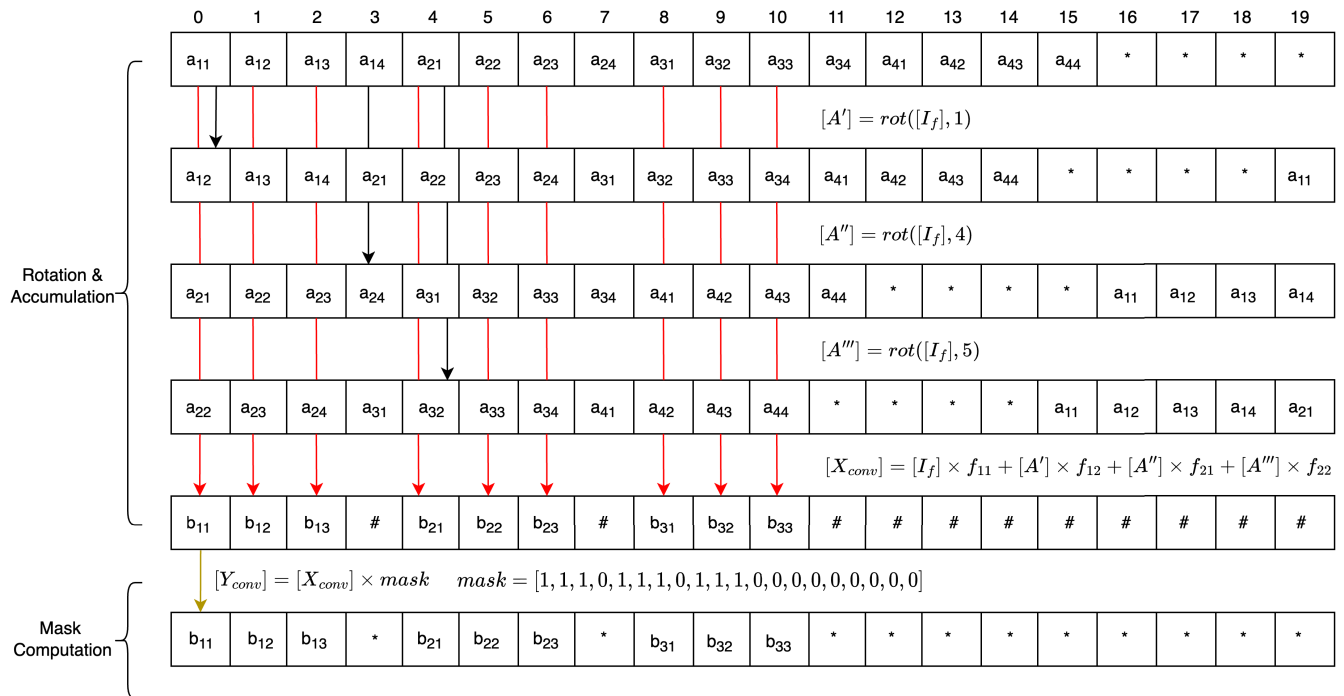 0 1 2 3 4 5 6 7 8 9 10 11 12 13 14 15 16 17 18 19
a₁₁ a₁₂ a₁₃ a₁₄ a₂₁ a₂₂ a₂₃ a₂₄ a₃₁ a₃₂ a₃₃ a₃₄ a₄₁ a₄₂ a₄₃ a₄₄ * * * *
[A′] = rot([I_f], 1)
a₁₂ a₁₃ a₁₄ a₂₁ a₂₂ a₂₃ a₂₄ a₃₁ a₃₂ a₃₃ a₃₄ a₄₁ a₄₂ a₄₃ a₄₄ * * * * a₁₁
[A″] = rot([I_f], 4)
Rotation &
Accumulation
a₂₁ a₂₂ a₂₃ a₂₄ a₃₁ a₃₂ a₃₃ a₃₄ a₄₁ a₄₂ a₄₃ a₄₄ * * * * a₁₁ a₁₂ a₁₃ a₁₄
[A‴] = rot([I_f], 5)
a₂₂ a₂₃ a₂₄ a₃₁ a₃₂ a₃₃ a₃₄ a₄₁ a₄₂ a₄₃ a₄₄ * * * * a₁₁ a₁₂ a₁₃ a₁₄ a₂₁
[X_conv] = [I_f] × f₁₁ + [A′] × f₁₂ + [A″] × f₂₁ + [A‴] × f₂₂
b₁₁ b₁₂ b₁₃ # b₂₁ b₂₂ b₂₃ # b₃₁ b₃₂ b₃₃ # # # # # # # # #
[Y_conv] = [X_conv] × mask mask = [1, 1, 1, 0, 1, 1, 1, 0, 1, 1, 1, 0, 0, 0, 0, 0, 0, 0, 0, 0]
Mask
Computation
b₁₁ b₁₂ b₁₃ * b₂₁ b₂₂ b₂₃ * b₃₁ b₃₂ b₃₃ * * * * * * * * *